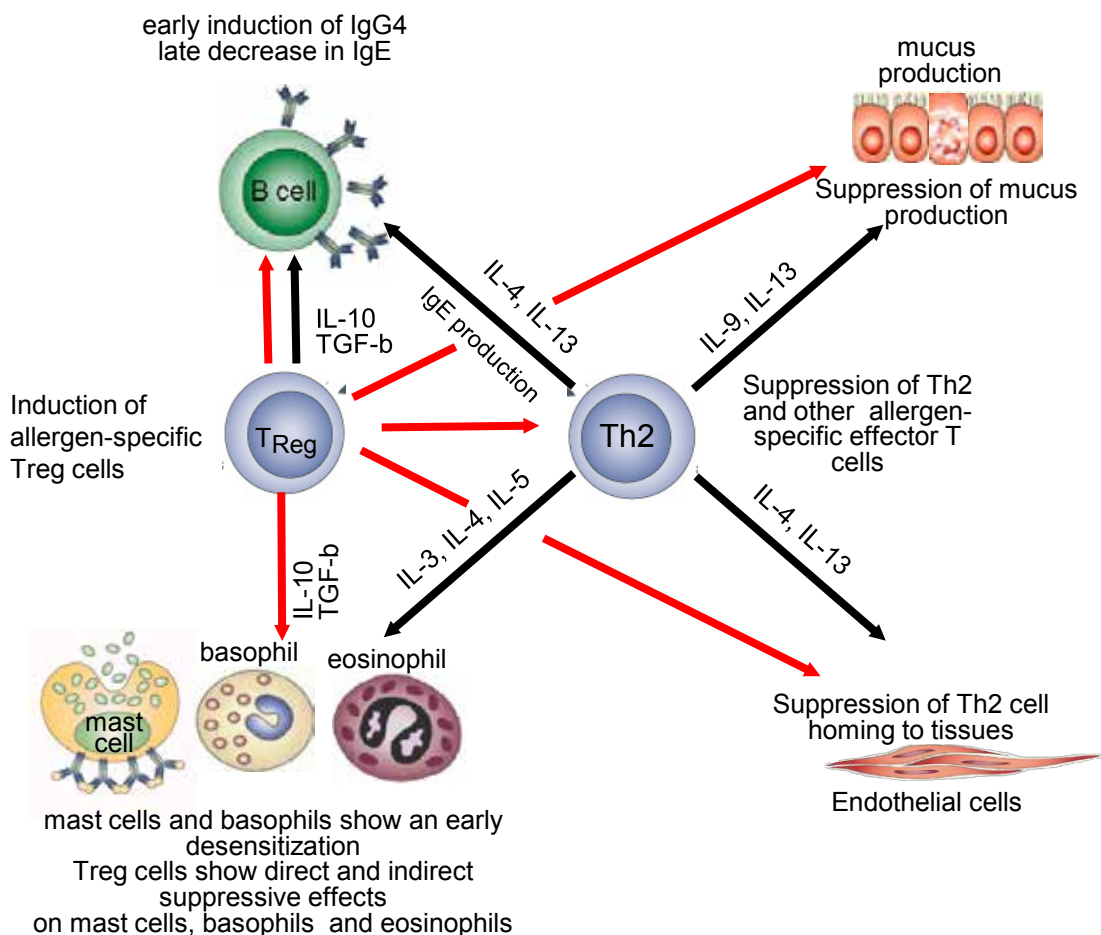 early induction of IgG4
late decrease in IgE
mucus
production
B cell
Suppression of mucus
production
IL-4, IL-13
IgE production
IL-9, IL-13
IL-10
TGF-b
Induction of
allergen-specific
Treg cells
TReg
Th2
Suppression of Th2
and other allergen-
specific effector T
cells
IL-3, IL-4, IL-5
IL-4, IL-13
IL-10
TGF-b
basophil
eosinophil
mast
cell
Suppression of Th2 cell
homing to tissues
Endothelial cells
mast cells and basophils show an early
desensitization
Treg cells show direct and indirect
suppressive effects
on mast cells, basophils and eosinophils